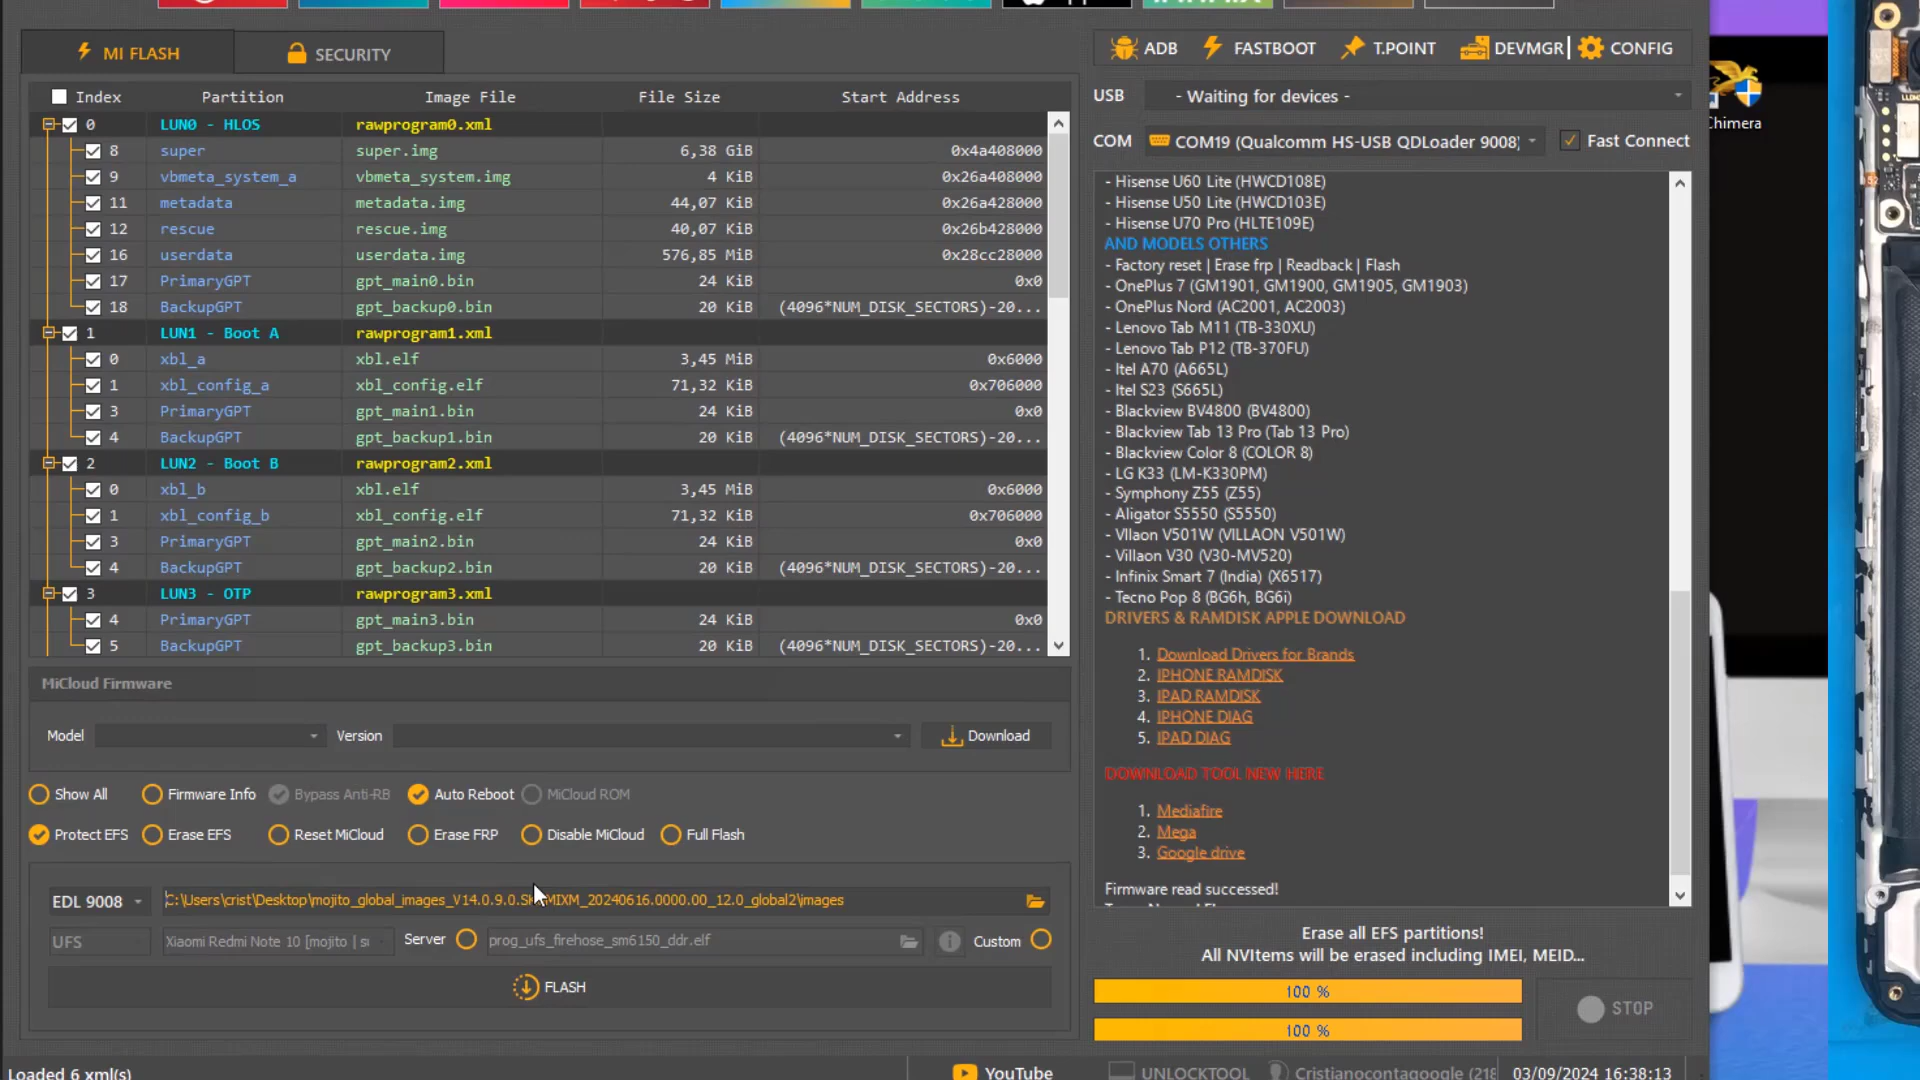 MI FLASH
SECURITY
ADB
FASTBOOT
T.POINT
DEVMGR
CONFIG
Index Partition Image File File Size Start Address
0 LUN0 - HLOS rawprogram0.xml
8 super super.img 6,38 GiB 0x4a408000
9 vbmeta_system_a vbmeta_system.img 4 KiB 0x26a408000
11 metadata metadata.img 44,07 KiB 0x26a428000
12 rescue rescue.img 40,07 KiB 0x26b428000
16 userdata userdata.img 576,85 MiB 0x28cc28000
17 PrimaryGPT gpt_main0.bin 24 KiB 0x0
18 BackupGPT gpt_backup0.bin 20 KiB (4096*NUM_DISK_SECTORS)-20...
1 LUN1 - Boot A rawprogram1.xml
0 xbl_a xbl.elf 3,45 MiB 0x6000
1 xbl_config_a xbl_config.elf 71,32 KiB 0x706000
3 PrimaryGPT gpt_main1.bin 24 KiB 0x0
4 BackupGPT gpt_backup1.bin 20 KiB (4096*NUM_DISK_SECTORS)-20...
2 LUN2 - Boot B rawprogram2.xml
0 xbl_b xbl.elf 3,45 MiB 0x6000
1 xbl_config_b xbl_config.elf 71,32 KiB 0x706000
3 PrimaryGPT gpt_main2.bin 24 KiB 0x0
4 BackupGPT gpt_backup2.bin 20 KiB (4096*NUM_DISK_SECTORS)-20...
3 LUN3 - OTP rawprogram3.xml
4 PrimaryGPT gpt_main3.bin 24 KiB 0x0
5 BackupGPT gpt_backup3.bin 20 KiB (4096*NUM_DISK_SECTORS)-20...
MiCloud Firmware
Model Version Download
Show All Firmware Info Bypass Anti-RB Auto Reboot MiCloud ROM
Protect EFS Erase EFS Reset MiCloud Erase FRP Disable MiCloud Full Flash
EDL 9008 C:\Users\crist\Desktop\mojito_global_images_V14.0.9.0.SK MIXM_20240616.0000.00_12.0_global2\images
UFS Xiaomi Redmi Note 10 [mojito | su Server prog_ufs_firehose_sm6150_ddr.elf Custom
FLASH
Loaded 6 xml(s)
USB - Waiting for devices -
COM COM19 (Qualcomm HS-USB QDLoader 9008) Fast Connect
- Hisense U60 Lite (HWCD108E)
- Hisense U50 Lite (HWCD103E)
- Hisense U70 Pro (HLTE109E)
AND MODELS OTHERS
- Factory reset | Erase frp | Readback | Flash
- OnePlus 7 (GM1901, GM1900, GM1905, GM1903)
- OnePlus Nord (AC2001, AC2003)
- Lenovo Tab M11 (TB-330XU)
- Lenovo Tab P12 (TB-370FU)
- Itel A70 (A665L)
- Itel S23 (S665L)
- Blackview BV4800 (BV4800)
- Blackview Tab 13 Pro (Tab 13 Pro)
- Blackview Color 8 (COLOR 8)
- LG K33 (LM-K330PM)
- Symphony Z55 (Z55)
- Aligator S5550 (S5550)
- Vllaon V501W (VILLAON V501W)
- Villaon V30 (V30-MV520)
- Infinix Smart 7 (India) (X6517)
- Tecno Pop 8 (BG6h, BG6i)
DRIVERS & RAMDISK APPLE DOWNLOAD
1. Download Drivers for Brands
2. IPHONE RAMDISK
3. IPAD RAMDISK
4. IPHONE DIAG
5. IPAD DIAG
DOWNLOAD TOOL NEW HERE
1. Mediafire
2. Mega
3. Google drive
Firmware read successed!
Erase all EFS partitions!
All NVItems will be erased including IMEI, MEID...
100 %
100 %
STOP
YouTube
UNLOCKTOOL
Cristianocontagoogle (218
03/09/2024 16:38:13
Chimera